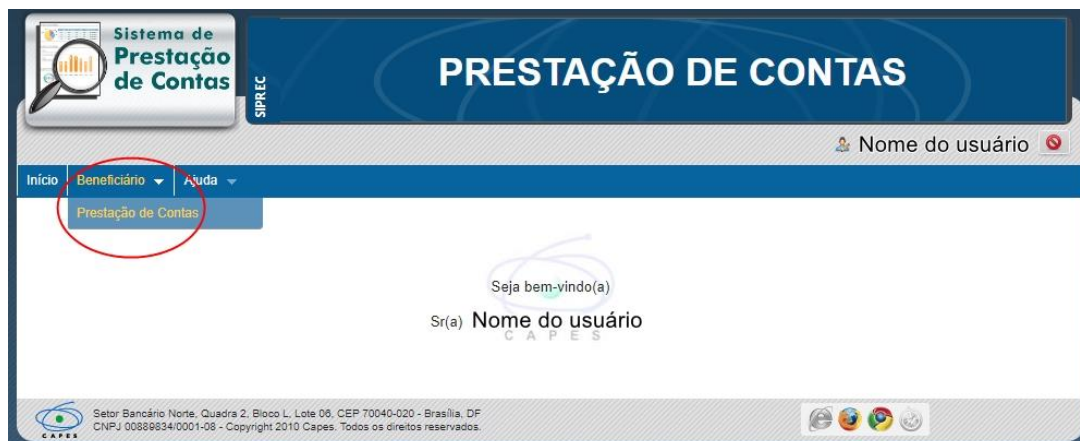 Sistema de
Prestação
de Contas
SIPREC
PRESTAÇÃO DE CONTAS
Nome do usuário
Início Beneficiário Ajuda
Prestação de Contas
Seja bem-vindo(a)
Sr(a) Nome do usuário
CAPES
Setor Bancário Norte, Quadra 2, Bloco L, Lote 06, CEP 70040-020 - Brasília, DF
CNPJ 00889834/0001-08 - Copyright 2010 Capes. Todos os direitos reservados.
CAPES